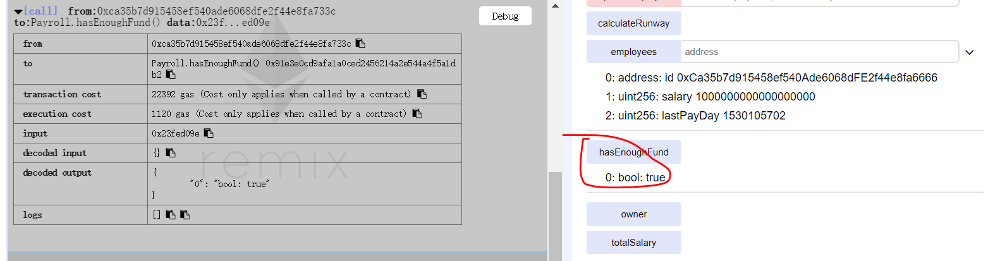 [call] from:0xca35b7d915458ef540ade6068dfe2f44e8fa733c
to:Payroll.hasEnoughFund() data:0x23f...ed09e
Debug
from 0xca35b7d915458ef540ade6068dfe2f44e8fa733c
to Payroll.hasEnoughFund() 0x91e3e0cd9afa1a0ced2456214a2e544a4f5a1d
b2
transaction cost 22392 gas (Cost only applies when called by a contract)
execution cost 1120 gas (Cost only applies when called by a contract)
input 0x23fed09e
decoded input {}
decoded output {
"0": "bool: true"
}
logs []
remix
calculateRunway
employees address
0: address: id 0xCa35b7d915458ef540Ade6068dFE2f44e8fa6666
1: uint256: salary 1000000000000000000
2: uint256: lastPayDay 1530105702
hasEnoughFund
0: bool: true
owner
totalSalary